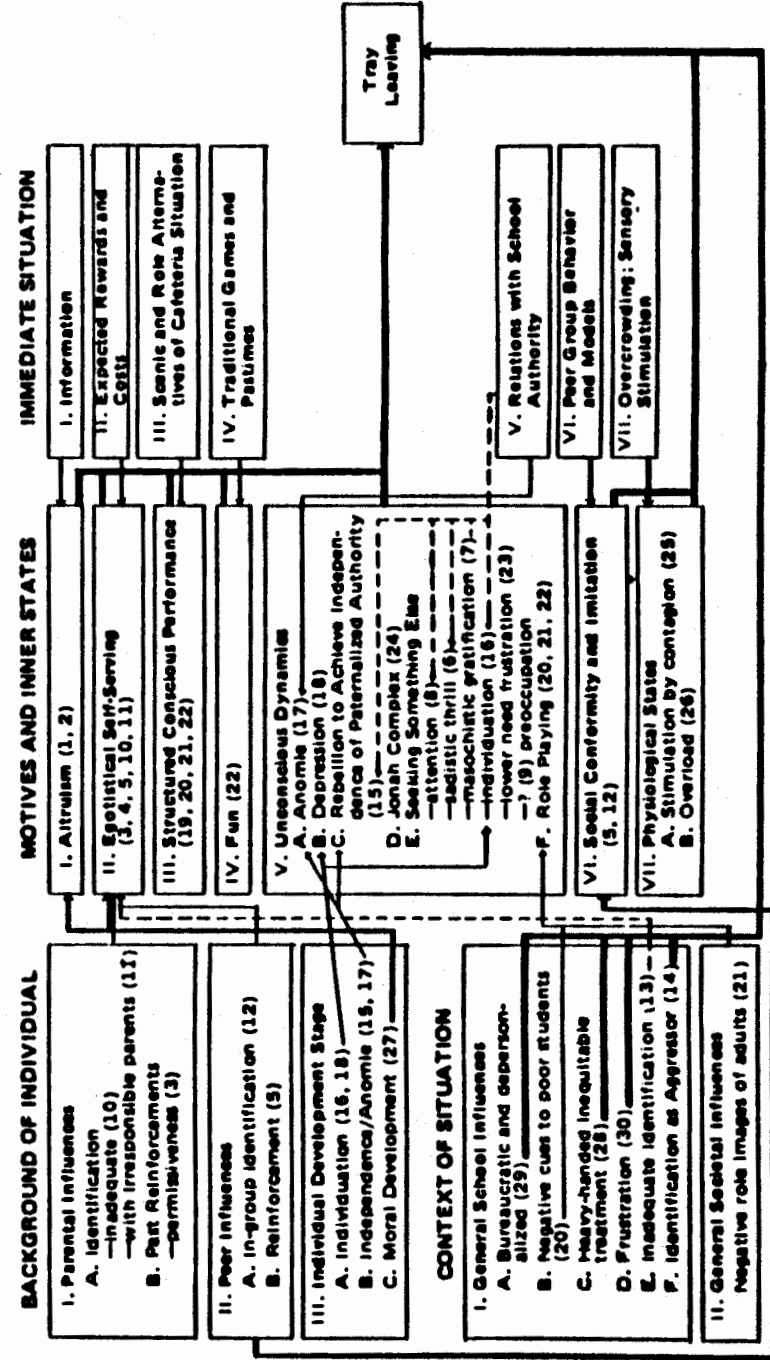 BACKGROUND OF INDIVIDUAL
I. Parental Influences
A. Identification
—inadequate (10)
—with irresponsible parents (11)
B. Past Reinforcements
—permissiveness (3)
II. Peer Influences
A. In-group identification (12)
B. Reinforcement (5)
III. Individual Development Stage
A. Individuation (16, 18)
B. Independence/Anomie (15, 17)
C. Moral Development (27)
CONTEXT OF SITUATION
I. General School Influences
A. Bureaucratic and deperson-
alized (29)
B. Negative cues to poor students
(20)
C. Heavy-handed inequitable
treatment (28)
D. Frustration (30)
E. Inadequate identification (13)
F. Identification as Aggressor (14)
II. General Societal Influences
Negative role images of adults (21)
MOTIVES AND INNER STATES
I. Altruism (1, 2)
II. Egotistical Self-Serving
(3, 4, 5, 10, 11)
III. Structured Conscious Performance
(19, 20, 21, 22)
IV. Fun (22)
V. Unconscious Dynamics
A. Anomie (17)
B. Depression (18)
C. Rebellion to Achieve Indepen-
dence of Paternalized Authority
(15)
D. Jonah Complex (24)
E. Seeking Something Else
—attention (8)
—sadistic thrill (6)
—masochistic gratification (7)
—individuation (16)
—lower need frustration (23)
—? (9) preoccupation
F. Role Playing (20, 21, 22)
VI. Social Conformity and Imitation
(5, 12)
VII. Physiological States
A. Stimulation by contagion (25)
B. Overload (26)
IMMEDIATE SITUATION
I. Information
II. Expected Rewards and
Costs
III. Scenic and Role Alterna-
tives of Cafeteria Situation
IV. Traditional Games and
Pastimes
V. Relations with School
Authority
VI. Peer Group Behavior
and Models
VII. Overcrowding; Sensory
Stimulation
Tray
Leaving